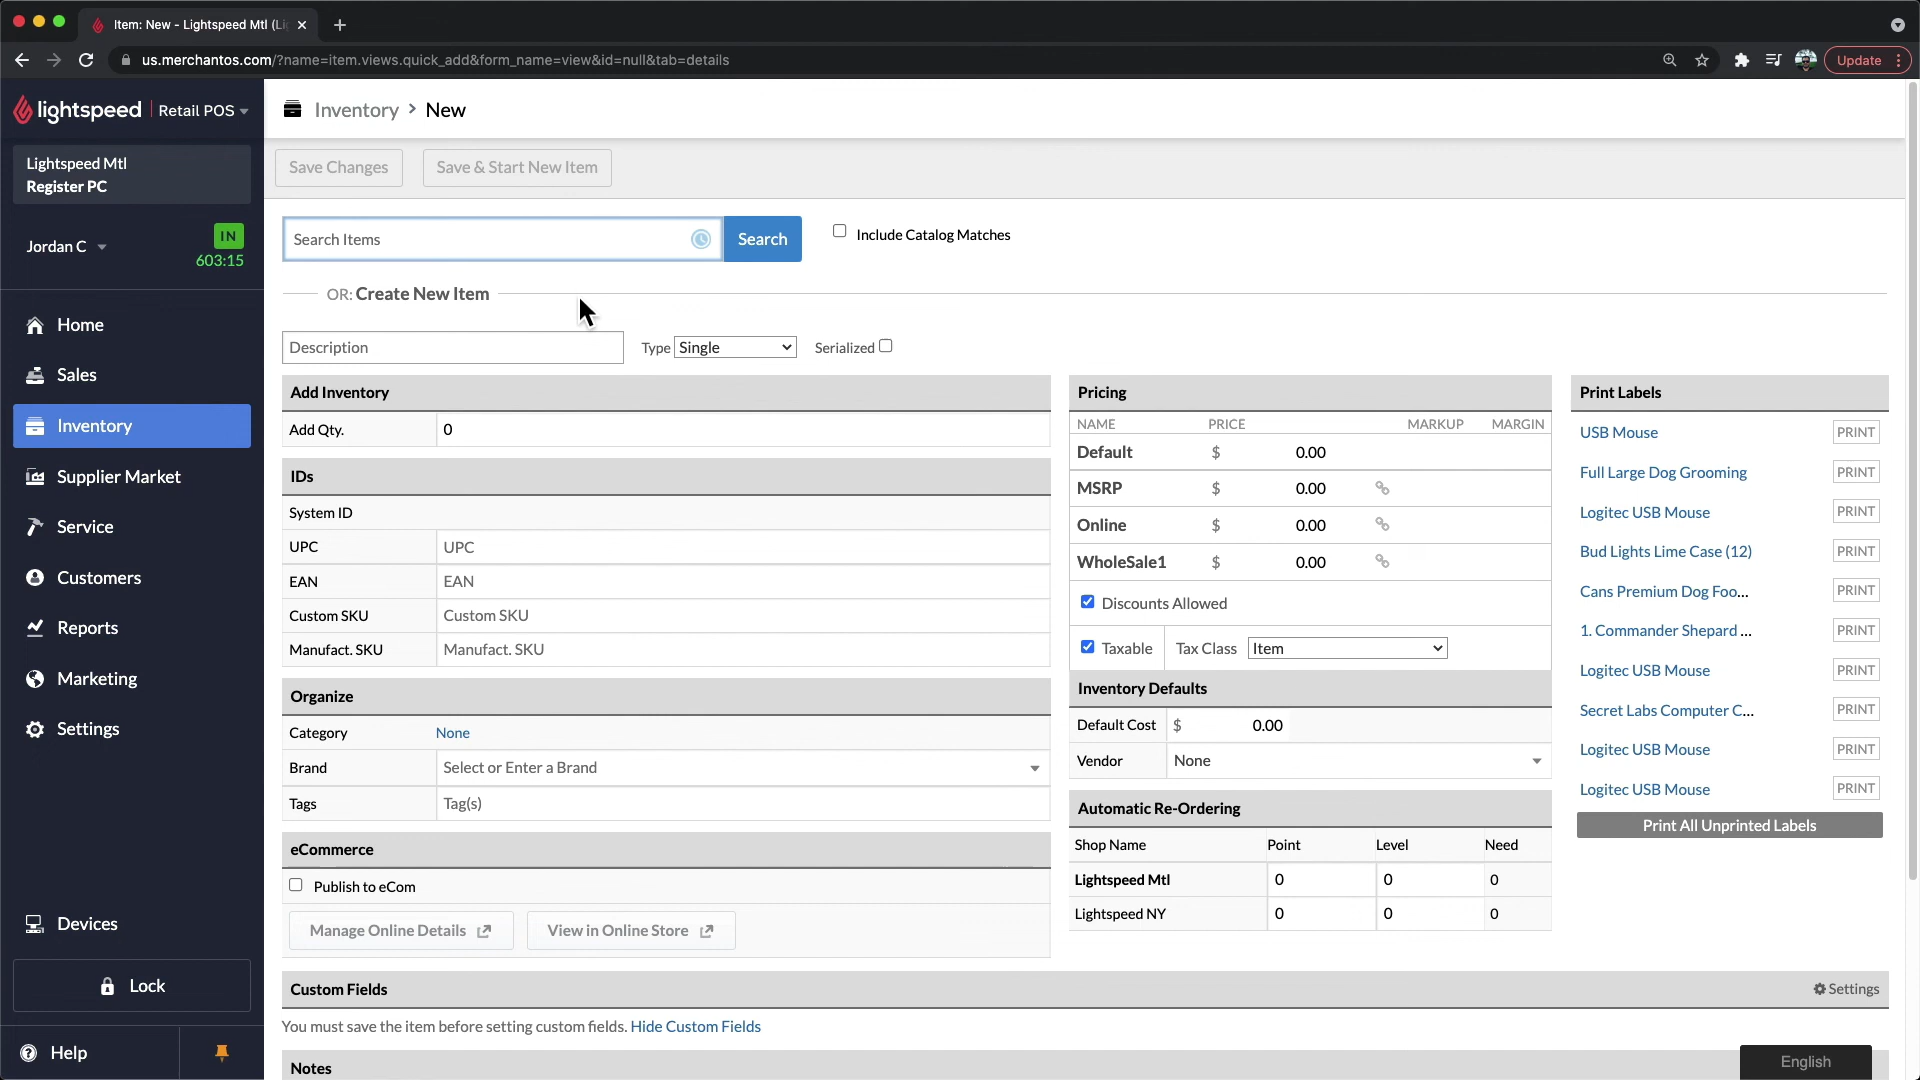 Item: New - Lightspeed Mtl (Li
us.merchantos.com/?name=item.views.quick_add&form_name=view&id=null&tab=details
Update
lightspeed Retail POS
Inventory > New
Lightspeed Mtl
Register PC
Save Changes
Save & Start New Item
Jordan C
IN
603:15
Search Items
Search
Include Catalog Matches
OR: Create New Item
Home
Sales
Inventory
Supplier Market
Service
Customers
Reports
Marketing
Settings
Devices
Lock
Help
Description
Type Single
Serialized
Add Inventory
Add Qty. 0
IDs
System ID
UPC UPC
EAN EAN
Custom SKU Custom SKU
Manufact. SKU Manufact. SKU
Organize
Category None
Brand Select or Enter a Brand
Tags Tag(s)
eCommerce
Publish to eCom
Manage Online Details
View in Online Store
Pricing
NAME PRICE MARKUP MARGIN
Default $ 0.00
MSRP $ 0.00
Online $ 0.00
WholeSale1 $ 0.00
Discounts Allowed
Taxable Tax Class Item
Inventory Defaults
Default Cost $ 0.00
Vendor None
Automatic Re-Ordering
Shop Name Point Level Need
Lightspeed Mtl 0 0 0
Lightspeed NY 0 0 0
Print Labels
USB Mouse PRINT
Full Large Dog Grooming PRINT
Logitec USB Mouse PRINT
Bud Lights Lime Case (12) PRINT
Cans Premium Dog Foo... PRINT
1. Commander Shepard ... PRINT
Logitec USB Mouse PRINT
Secret Labs Computer C... PRINT
Logitec USB Mouse PRINT
Logitec USB Mouse PRINT
Print All Unprinted Labels
Custom Fields
Settings
You must save the item before setting custom fields. Hide Custom Fields
Notes
English